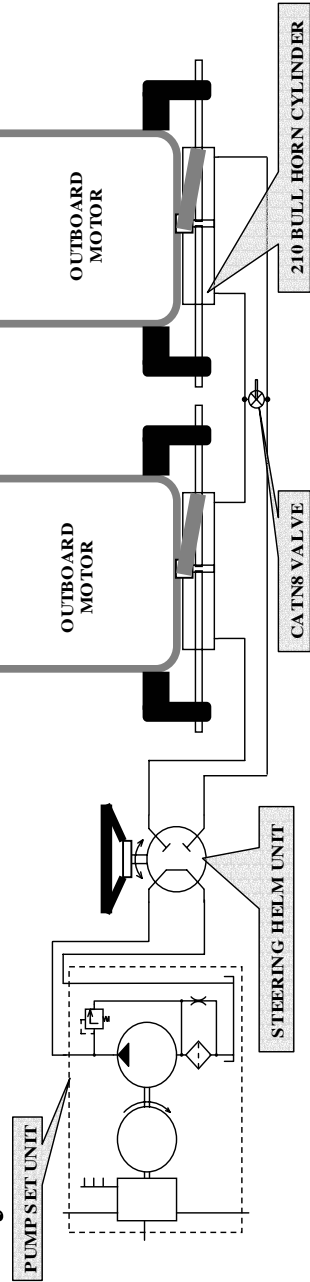 PUMP SET UNIT
STEERING HELM UNIT
OUTBOARD
MOTOR
CATN8 VALVE
OUTBOARD
MOTOR
210 BULL HORN CYLINDER